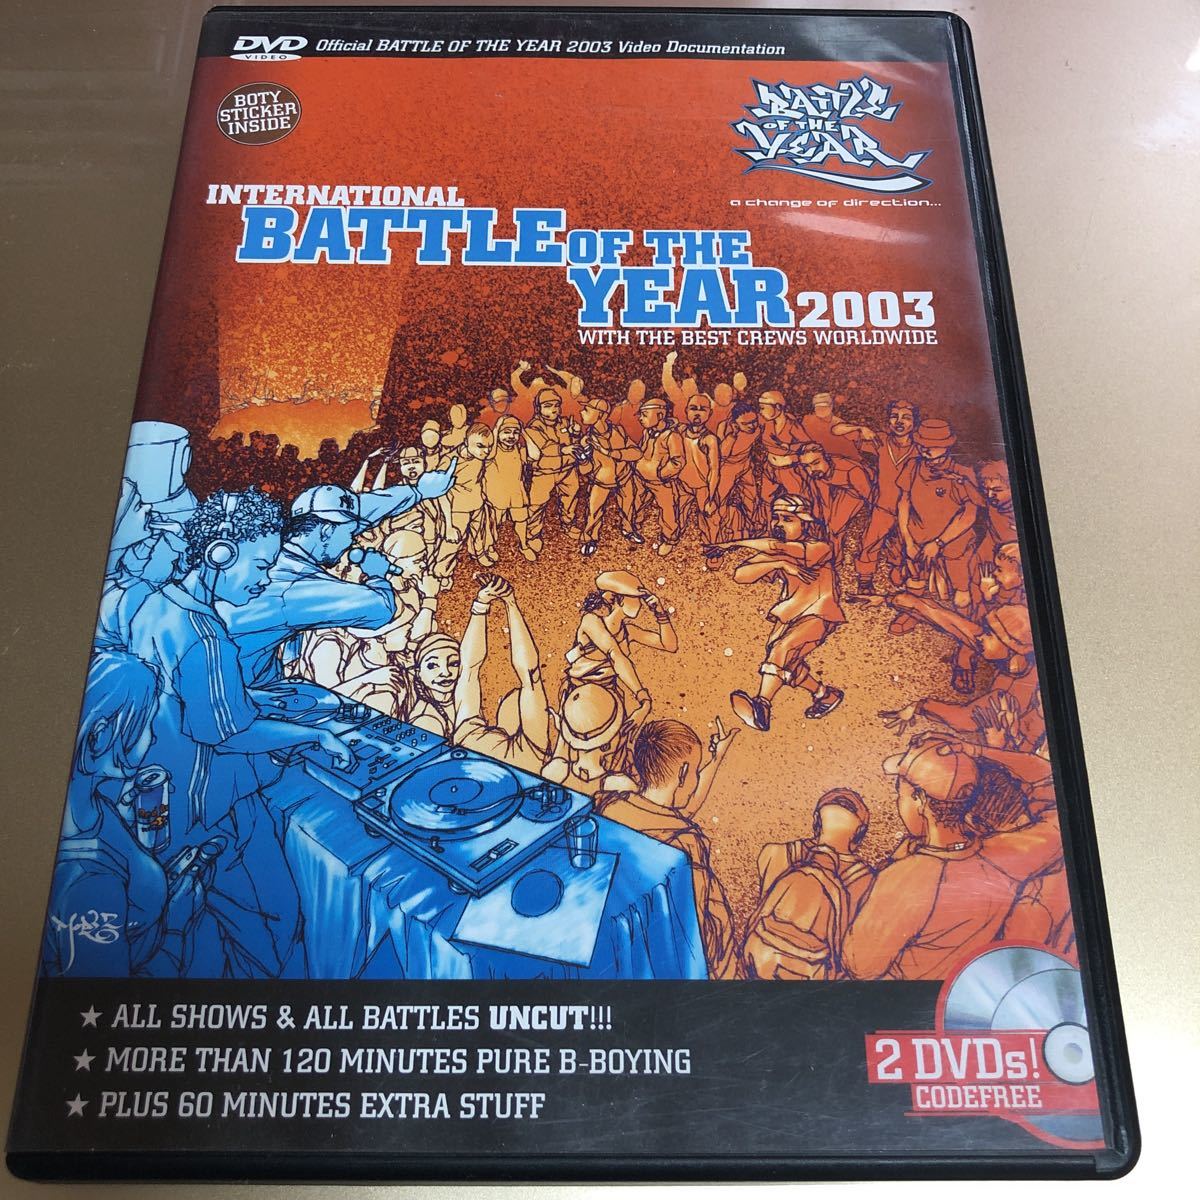 DVD
VIDEO
Official BATTLE OF THE YEAR 2003 Video Documentation
BOTY
STICKER
INSIDE
BATTLE
OF THE
YEAR
a change of direction...
INTERNATIONAL
BATTLE OF THE
YEAR 2003
WITH THE BEST CREWS WORLDWIDE
★ ALL SHOWS & ALL BATTLES UNCUT!!!
★ MORE THAN 120 MINUTES PURE B-BOYING
★ PLUS 60 MINUTES EXTRA STUFF
2 DVDs!
CODEFREE